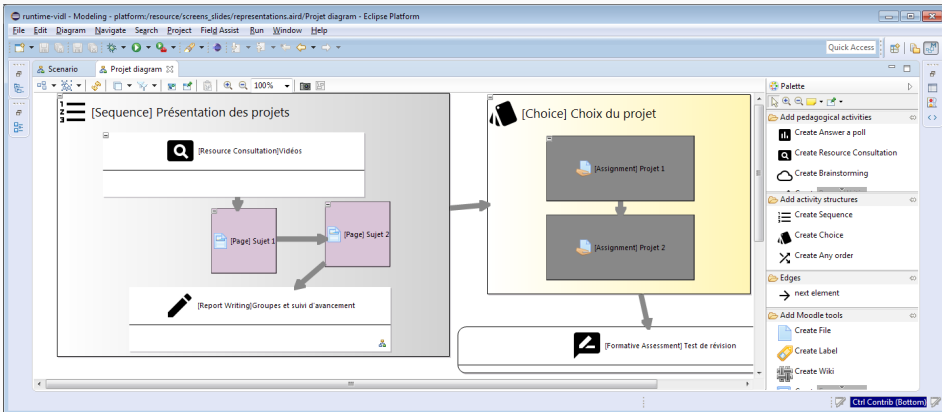 runtime-vidl - Modeling - platform:/resource/screens_slides/representations.aird/Projet diagram - Eclipse Platform
File Edit Diagram Navigate Search Project Field Assist Run Window Help
Quick Access
Scenario Projet diagram
100%
1
2
3
[Sequence] Présentation des projets
[Resource Consultation]Vidéos
[Page] Sujet 1
[Page] Sujet 2
[Report Writing]Groupes et suivi d'avancement
[Choice] Choix du projet
[Assignment] Projet 1
[Assignment] Projet 2
[Formative Assessment] Test de révision
Palette
Add pedagogical activities
Create Answer a poll
Create Resource Consultation
Create Brainstorming
Add activity structures
Create Sequence
Create Choice
Create Any order
Edges
next element
Add Moodle tools
Create File
Create Label
Create Wiki
Ctrl Contrib (Bottom)